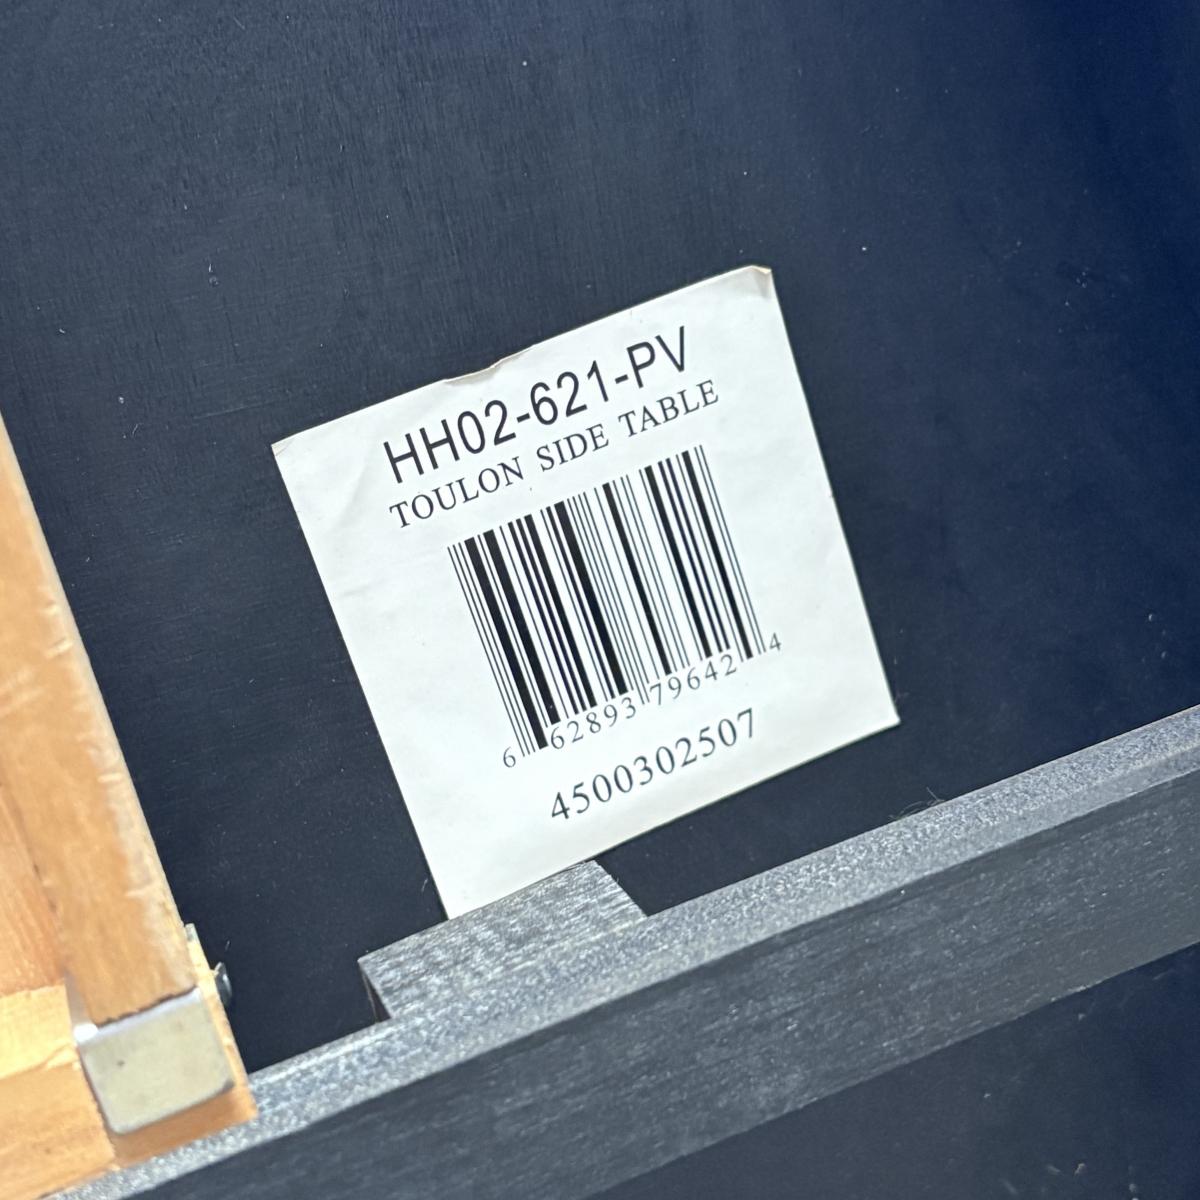 HH02-621-PV
TOULON SIDE TABLE
6 62893 79642 4
4500302507